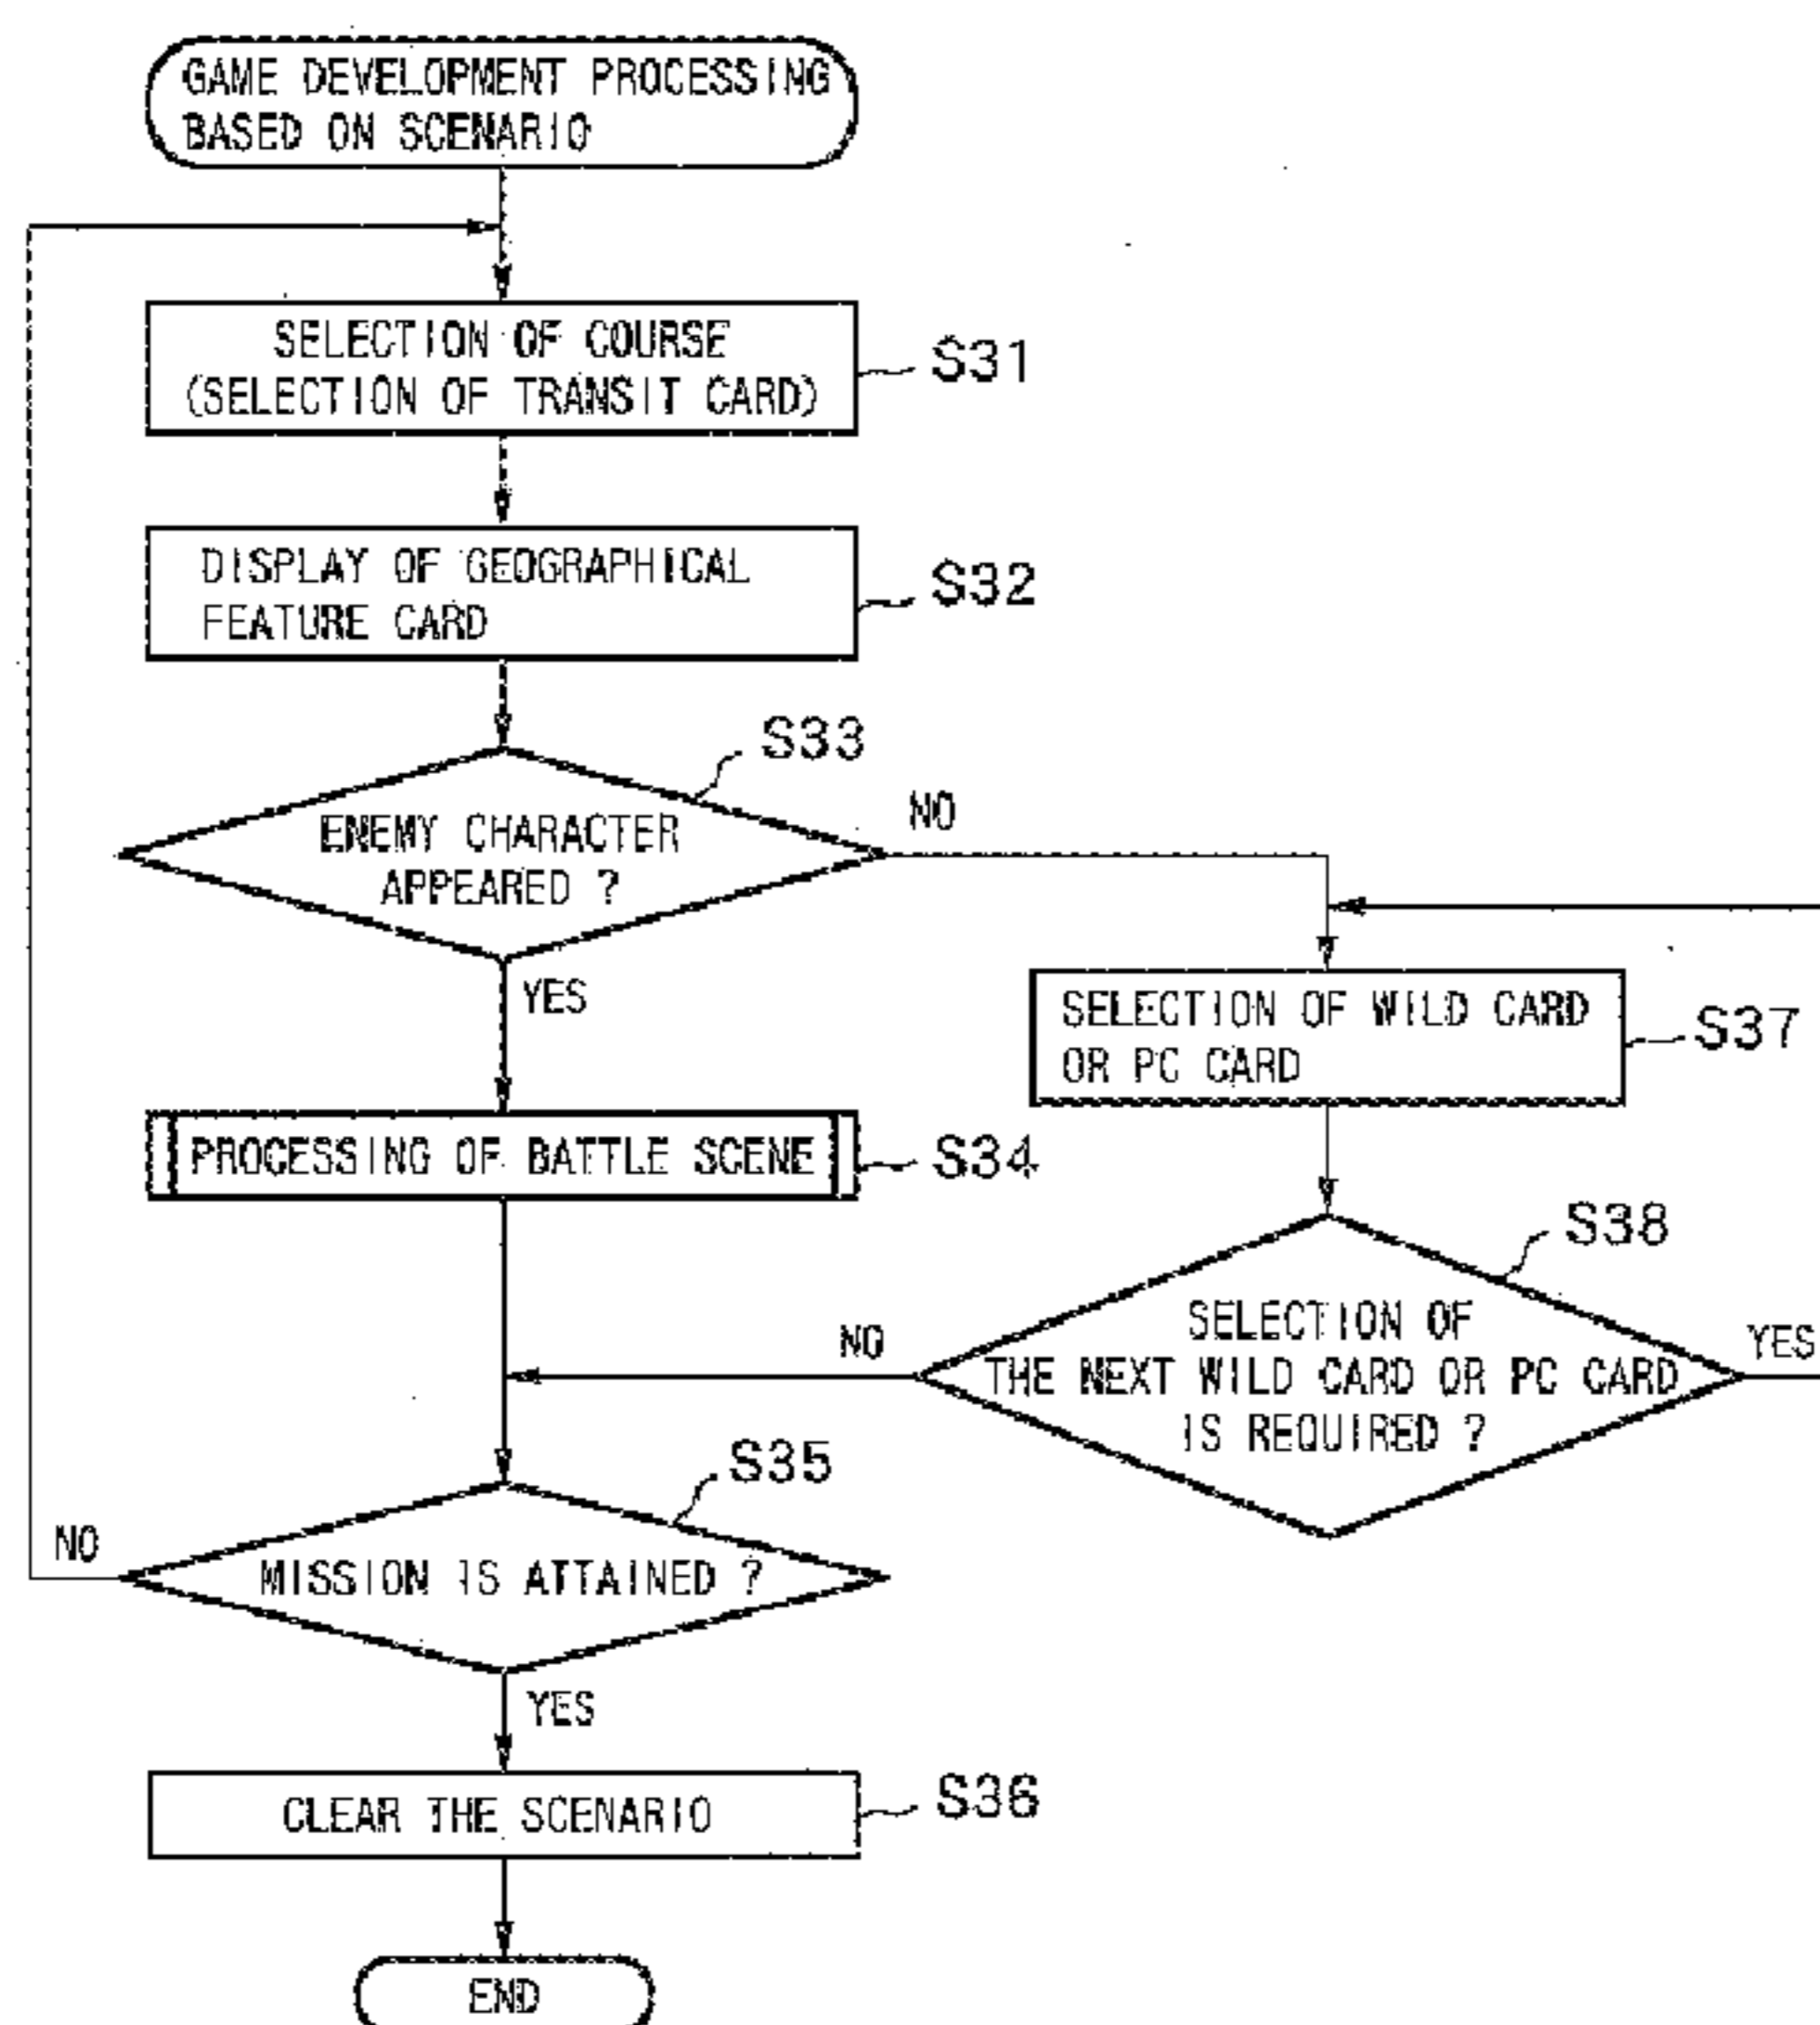 GAME DEVELOPMENT PROCESSING
BASED ON SCENARIO
SELECTION OF COURSE
(SELECTION OF TRANSIT CARD)
S31
DISPLAY OF GEOGRAPHICAL
FEATURE CARD
S32
S33
ENEMY CHARACTER
APPEARED ?
NO
YES
SELECTION OF WILD CARD
OR PC CARD
S37
PROCESSING OF BATTLE SCENE
S34
S38
SELECTION OF
THE NEXT WILD CARD OR PC CARD
IS REQUIRED ?
NO
YES
S35
MISSION IS ATTAINED ?
NO
YES
CLEAR THE SCENARIO
S36
END